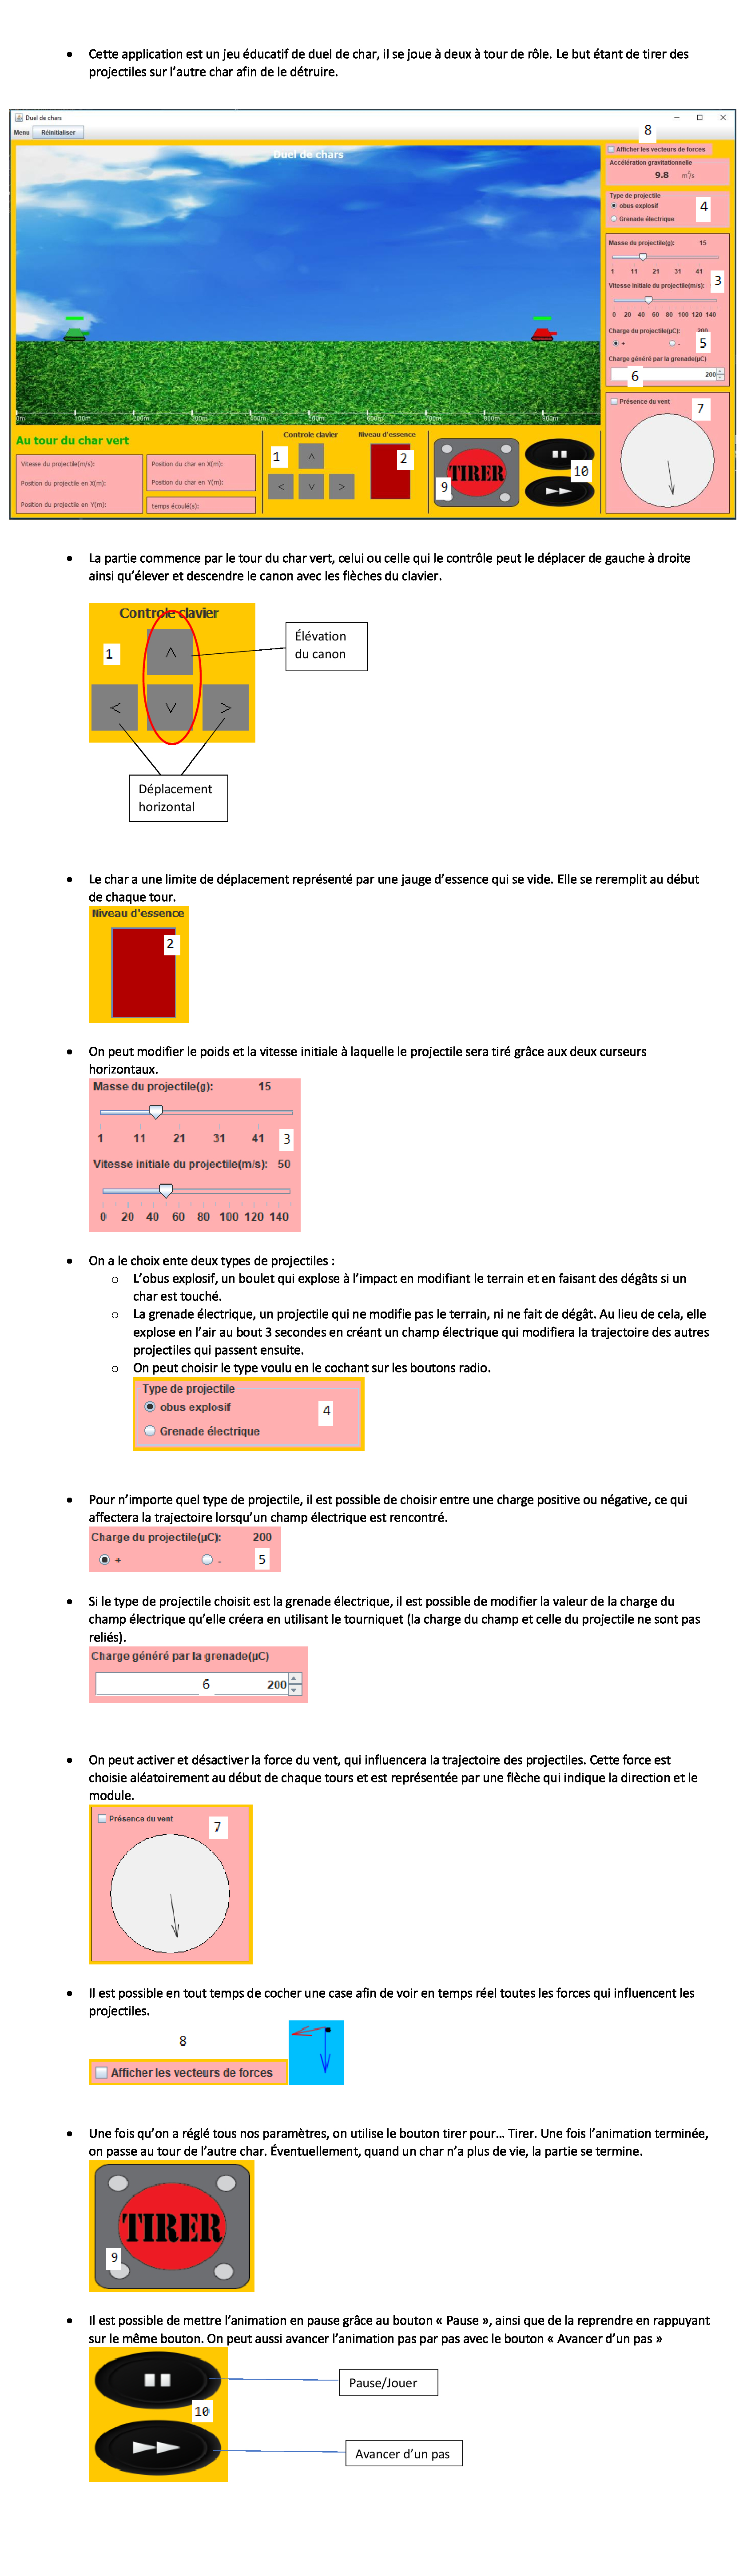 • Cette application est un jeu éducatif de duel de char, il se joue à deux à tour de rôle. Le but étant de tirer des
projectiles sur l'autre char afin de le détruire.
Duel de chars
Menu Réinitialiser
Duel de chars
8
Afficher les vecteurs de forces
Accélération gravitationnelle
9.8 m²/s
Type de projectile
obus explosif
4
Grenade électrique
Masse du projectile(g): 15
1 11 21 31 41
3
Vitesse initiale du projectile(m/s):
0 20 40 60 80 100 120 140
Charge du projectile(µC): 200
+ -
5
Charge généré par la grenade(µC)
6
200
Présence du vent
7
0m 100m 200m 300m 400m 500m 600m 700m 800m 900m
Au tour du char vert
Vitesse du projectile(m/s):
Position du projectile en X(m):
Position du projectile en Y(m):
Position du char en X(m):
Position du char en Y(m):
temps écoulé(s):
Controle clavier
1
^
< v >
Niveau d'essence
2
TIRER
9
10
• La partie commence par le tour du char vert, celui ou celle qui le contrôle peut le déplacer de gauche à droite
ainsi qu'élever et descendre le canon avec les flèches du clavier.
Controle clavier
1
^
< v >
Élévation
du canon
Déplacement
horizontal
• Le char a une limite de déplacement représenté par une jauge d'essence qui se vide. Elle se reremplit au début
de chaque tour.
Niveau d'essence
2
• On peut modifier le poids et la vitesse initiale à laquelle le projectile sera tiré grâce aux deux curseurs
horizontaux.
Masse du projectile(g): 15
1 11 21 31 41
3
Vitesse initiale du projectile(m/s): 50
0 20 40 60 80 100 120 140
• On a le choix ente deux types de projectiles :
o L'obus explosif, un boulet qui explose à l'impact en modifiant le terrain et en faisant des dégâts si un
char est touché.
o La grenade électrique, un projectile qui ne modifie pas le terrain, ni ne fait de dégât. Au lieu de cela, elle
explose en l'air au bout 3 secondes en créant un champ électrique qui modifiera la trajectoire des autres
projectiles qui passent ensuite.
o On peut choisir le type voulu en le cochant sur les boutons radio.
Type de projectile
obus explosif
4
Grenade électrique
• Pour n'importe quel type de projectile, il est possible de choisir entre une charge positive ou négative, ce qui
affectera la trajectoire lorsqu'un champ électrique est rencontré.
Charge du projectile(µC): 200
+ -
5
• Si le type de projectile choisit est la grenade électrique, il est possible de modifier la valeur de la charge du
champ électrique qu'elle créera en utilisant le tourniquet (la charge du champ et celle du projectile ne sont pas
reliés).
Charge généré par la grenade(µC)
6
200
• On peut activer et désactiver la force du vent, qui influencera la trajectoire des projectiles. Cette force est
choisie aléatoirement au début de chaque tours et est représentée par une flèche qui indique la direction et le
module.
Présence du vent
7
• Il est possible en tout temps de cocher une case afin de voir en temps réel toutes les forces qui influencent les
projectiles.
8
Afficher les vecteurs de forces
• Une fois qu'on a réglé tous nos paramètres, on utilise le bouton tirer pour... Tirer. Une fois l'animation terminée,
on passe au tour de l'autre char. Éventuellement, quand un char n'a plus de vie, la partie se termine.
TIRER
9
• Il est possible de mettre l'animation en pause grâce au bouton « Pause », ainsi que de la reprendre en rappuyant
sur le même bouton. On peut aussi avancer l'animation pas par pas avec le bouton « Avancer d'un pas »
10
Pause/Jouer
Avancer d'un pas